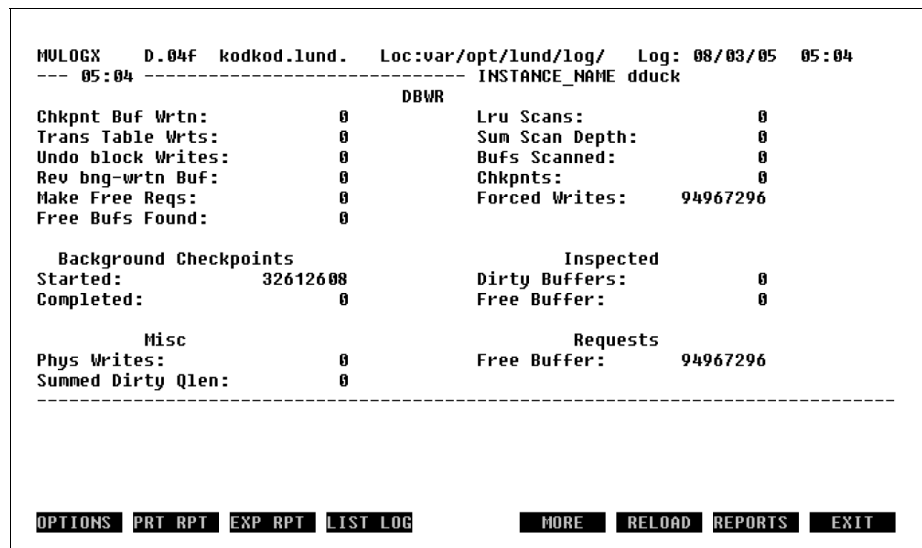 MVLOGX D.04f kodkod.lund. Loc:var/opt/lund/log/ Log: 08/03/05 05:04
--- 05:04 ------------------------------ INSTANCE_NAME dduck
DBWR
Chkpnt Buf Wrtn: 0 Lru Scans: 0
Trans Table Wrts: 0 Sum Scan Depth: 0
Undo block Writes: 0 Bufs Scanned: 0
Rev bng-wrtn Buf: 0 Chkpnts: 0
Make Free Reqs: 0 Forced Writes: 94967296
Free Bufs Found: 0
Background Checkpoints Inspected
Started: 32612608 Dirty Buffers: 0
Completed: 0 Free Buffer: 0
Misc Requests
Phys Writes: 0 Free Buffer: 94967296
Summed Dirty Qlen: 0
--------------------------------------------------------------------------------
OPTIONS PRT RPT EXP RPT LIST LOG MORE RELOAD REPORTS EXIT